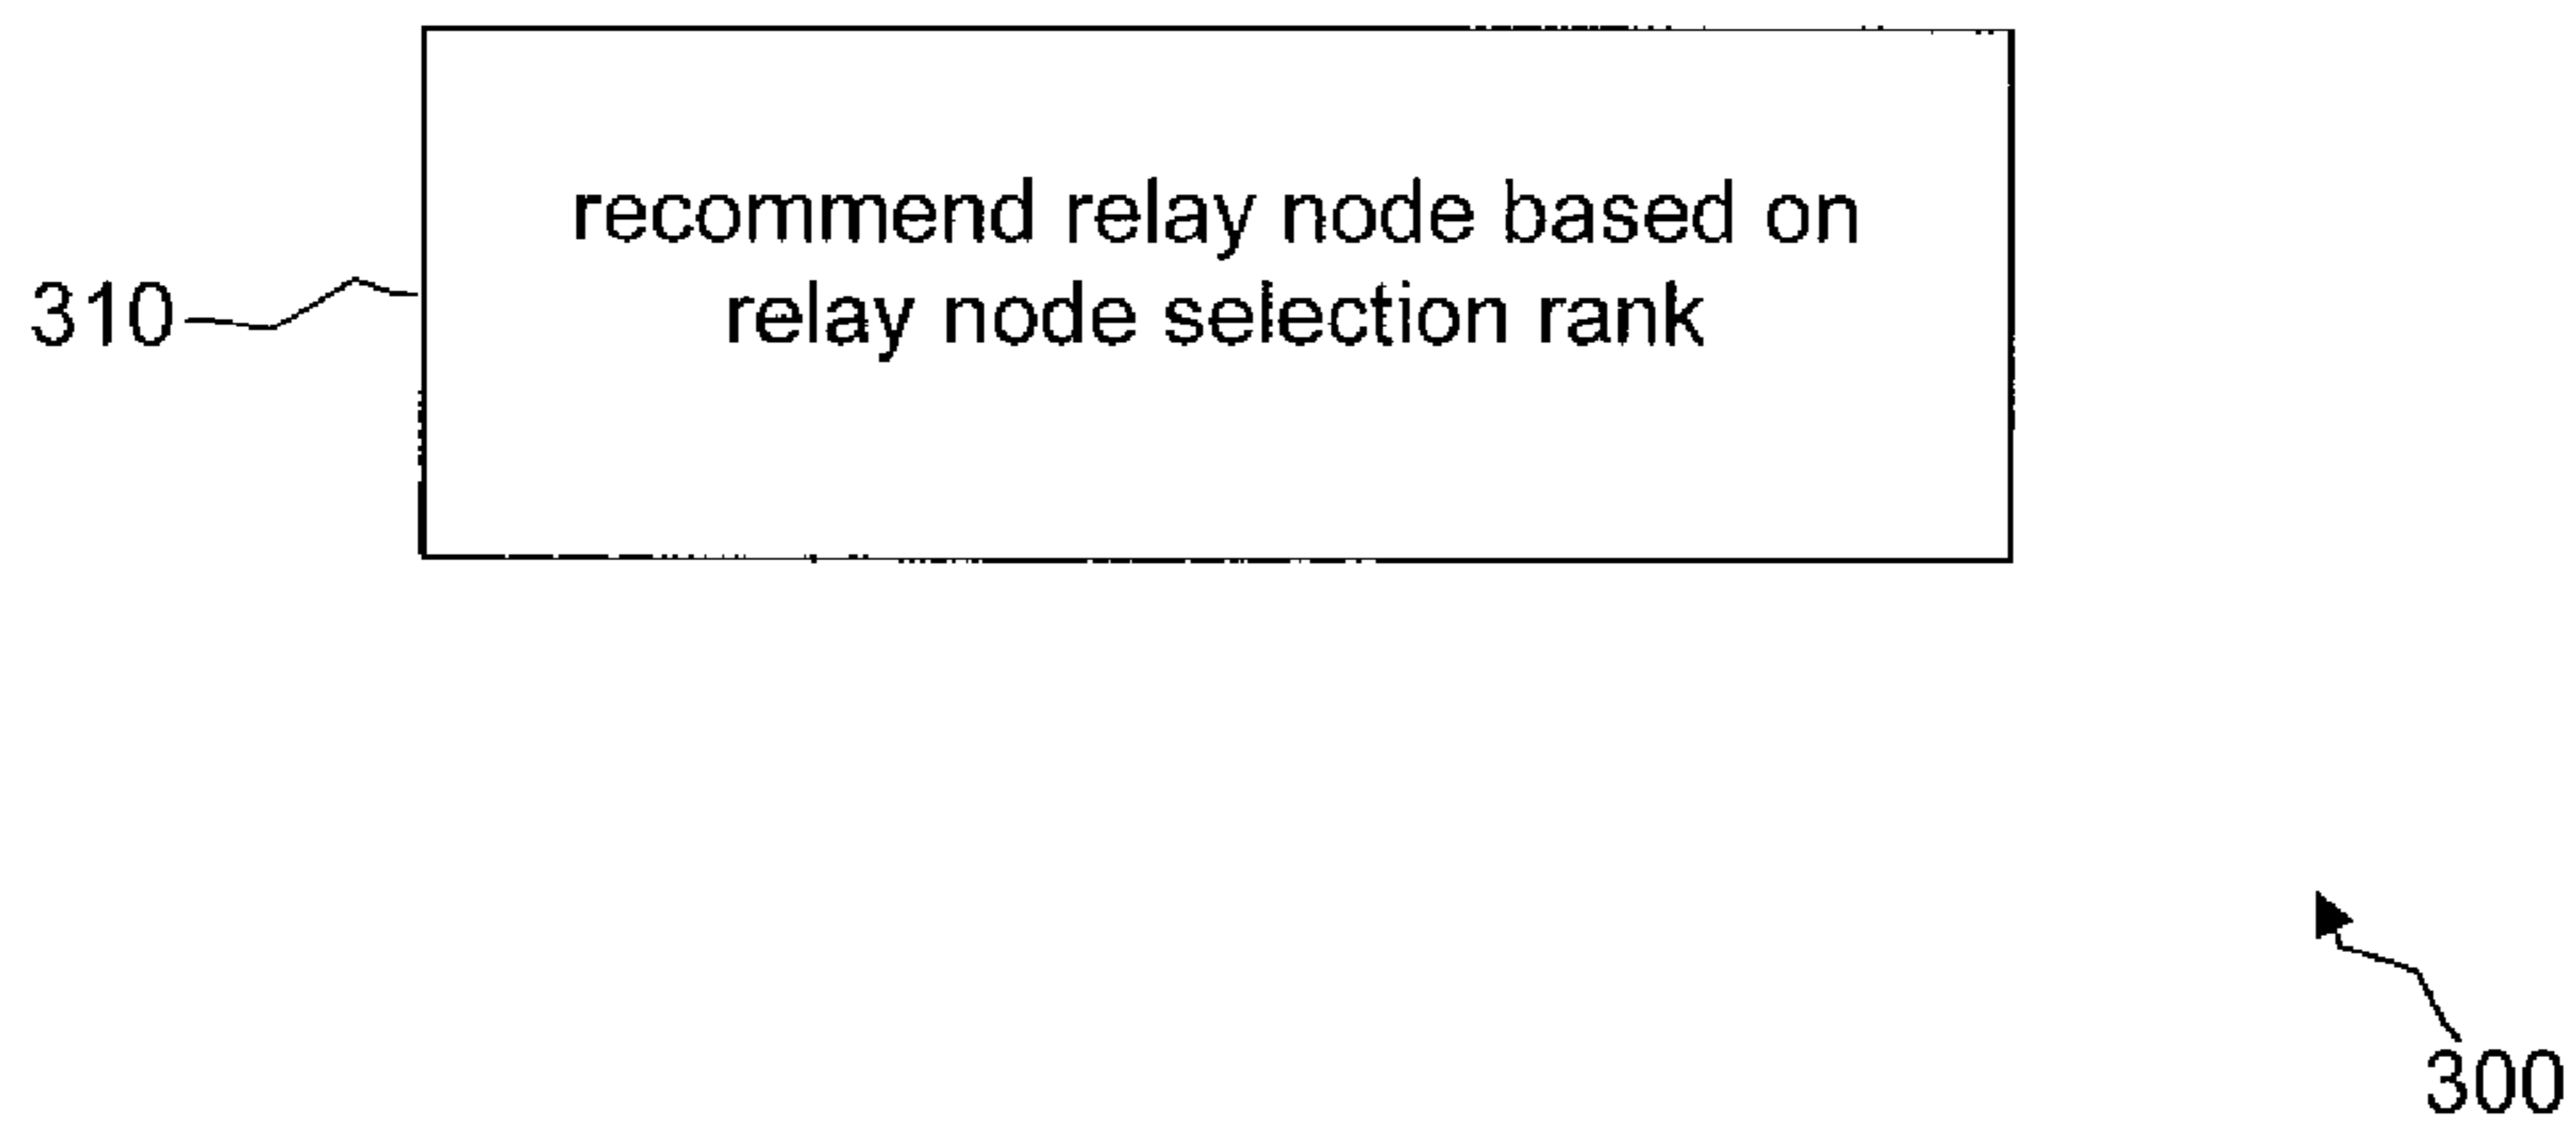 recommend relay node based on
relay node selection rank
310
300